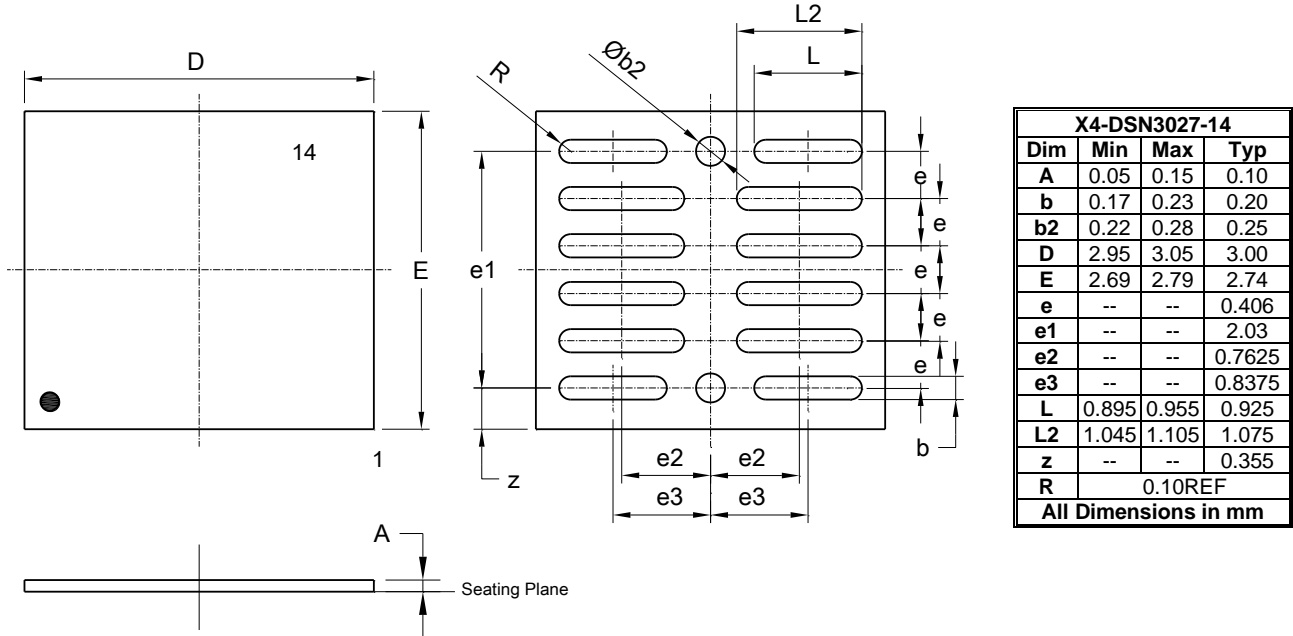 D
14
E
1
A
Seating Plane
L2
L
Øb2
R
e1
e
e
e
e
e
b
z
e2 e2
e3 e3
X4-DSN3027-14
Dim Min Max Typ
A 0.05 0.15 0.10
b 0.17 0.23 0.20
b2 0.22 0.28 0.25
D 2.95 3.05 3.00
E 2.69 2.79 2.74
e -- -- 0.406
e1 -- -- 2.03
e2 -- -- 0.7625
e3 -- -- 0.8375
L 0.895 0.955 0.925
L2 1.045 1.105 1.075
z -- -- 0.355
R 0.10REF
All Dimensions in mm